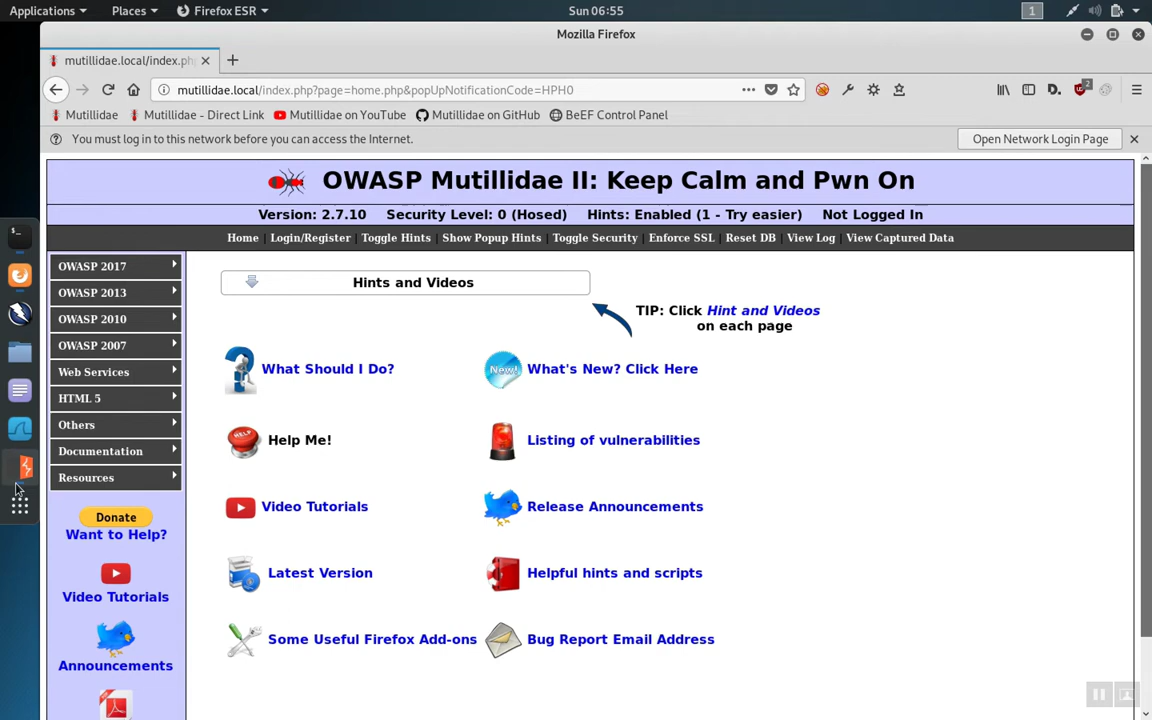 Applications Places Firefox ESR Sun 06:55 1
Mozilla Firefox
mutillidae.local/index.ph
mutillidae.local/index.php?page=home.php&popUpNotificationCode=HPH0
Mutillidae Mutillidae - Direct Link Mutillidae on YouTube Mutillidae on GitHub BeEF Control Panel
You must log in to this network before you can access the Internet. Open Network Login Page
OWASP Mutillidae II: Keep Calm and Pwn On
Version: 2.7.10 Security Level: 0 (Hosed) Hints: Enabled (1 - Try easier) Not Logged In
Home | Login/Register | Toggle Hints | Show Popup Hints | Toggle Security | Enforce SSL | Reset DB | View Log | View Captured Data
OWASP 2017
OWASP 2013
OWASP 2010
OWASP 2007
Web Services
HTML 5
Others
Documentation
Resources
Donate
Want to Help?
Video Tutorials
Announcements
Hints and Videos
TIP: Click Hint and Videos
on each page
What Should I Do? What's New? Click Here
Help Me! Listing of vulnerabilities
Video Tutorials Release Announcements
Latest Version Helpful hints and scripts
Some Useful Firefox Add-ons Bug Report Email Address